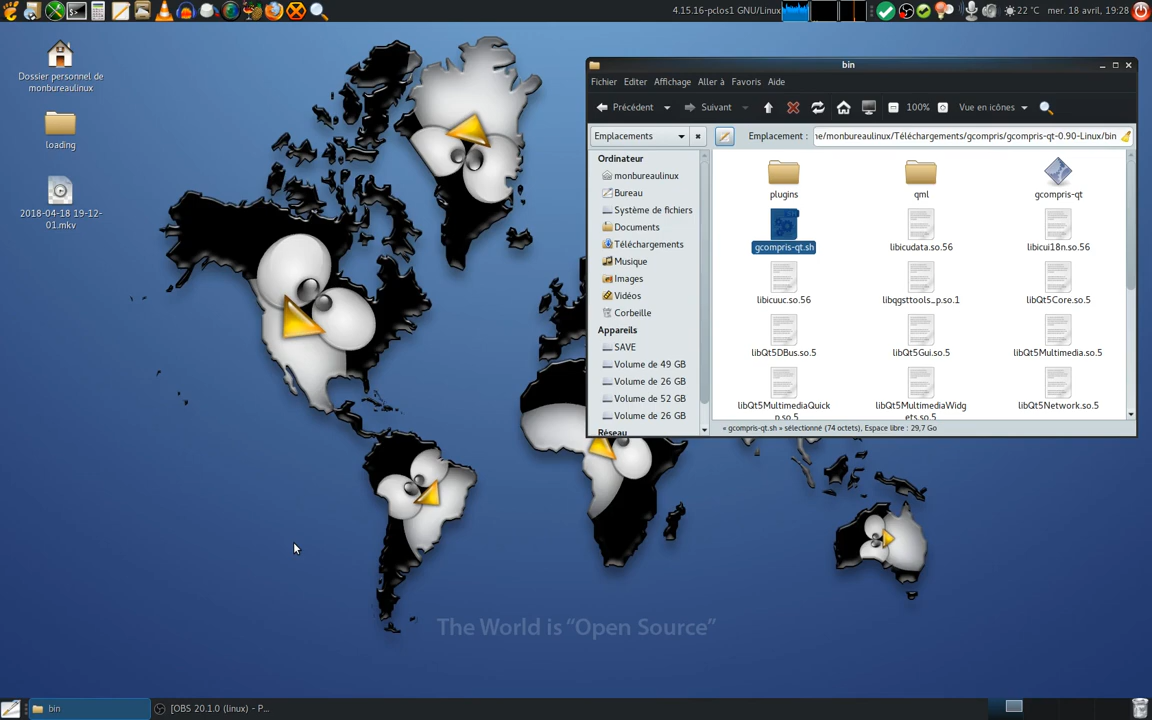 4.15.16-pclos1 GNU/Linux
22 °C
mer. 18 avril, 19:28
Dossier personnel de
monbureaulinux
loading
2018-04-18 19-12-
01.mkv
bin
Fichier Editer Affichage Aller à Favoris Aide
Précédent Suivant 100% Vue en icônes
Emplacements Emplacement : ne/monbureaulinux/Téléchargements/gcompris/gcompris-qt-0.90-Linux/bin
Ordinateur
monbureaulinux
Bureau
Système de fichiers
Documents
Téléchargements
Musique
Images
Vidéos
Corbeille
Appareils
SAVE
Volume de 49 GB
Volume de 26 GB
Volume de 52 GB
Volume de 26 GB
Réseau
plugins qml gcompris-qt
gcompris-qt.sh libicudata.so.56 libicui18n.so.56
libicuuc.so.56 libqgsttools_p.so.1 libQt5Core.so.5
libQt5DBus.so.5 libQt5Gui.so.5 libQt5Multimedia.so.5
libQt5MultimediaQuick_ libQt5MultimediaWidg libQt5Network.so.5
p.so.5 ets.so.5
« gcompris-qt.sh » sélectionné (74 octets), Espace libre : 29,7 Go
The World is “Open Source”
bin [OBS 20.1.0 (linux) - P...